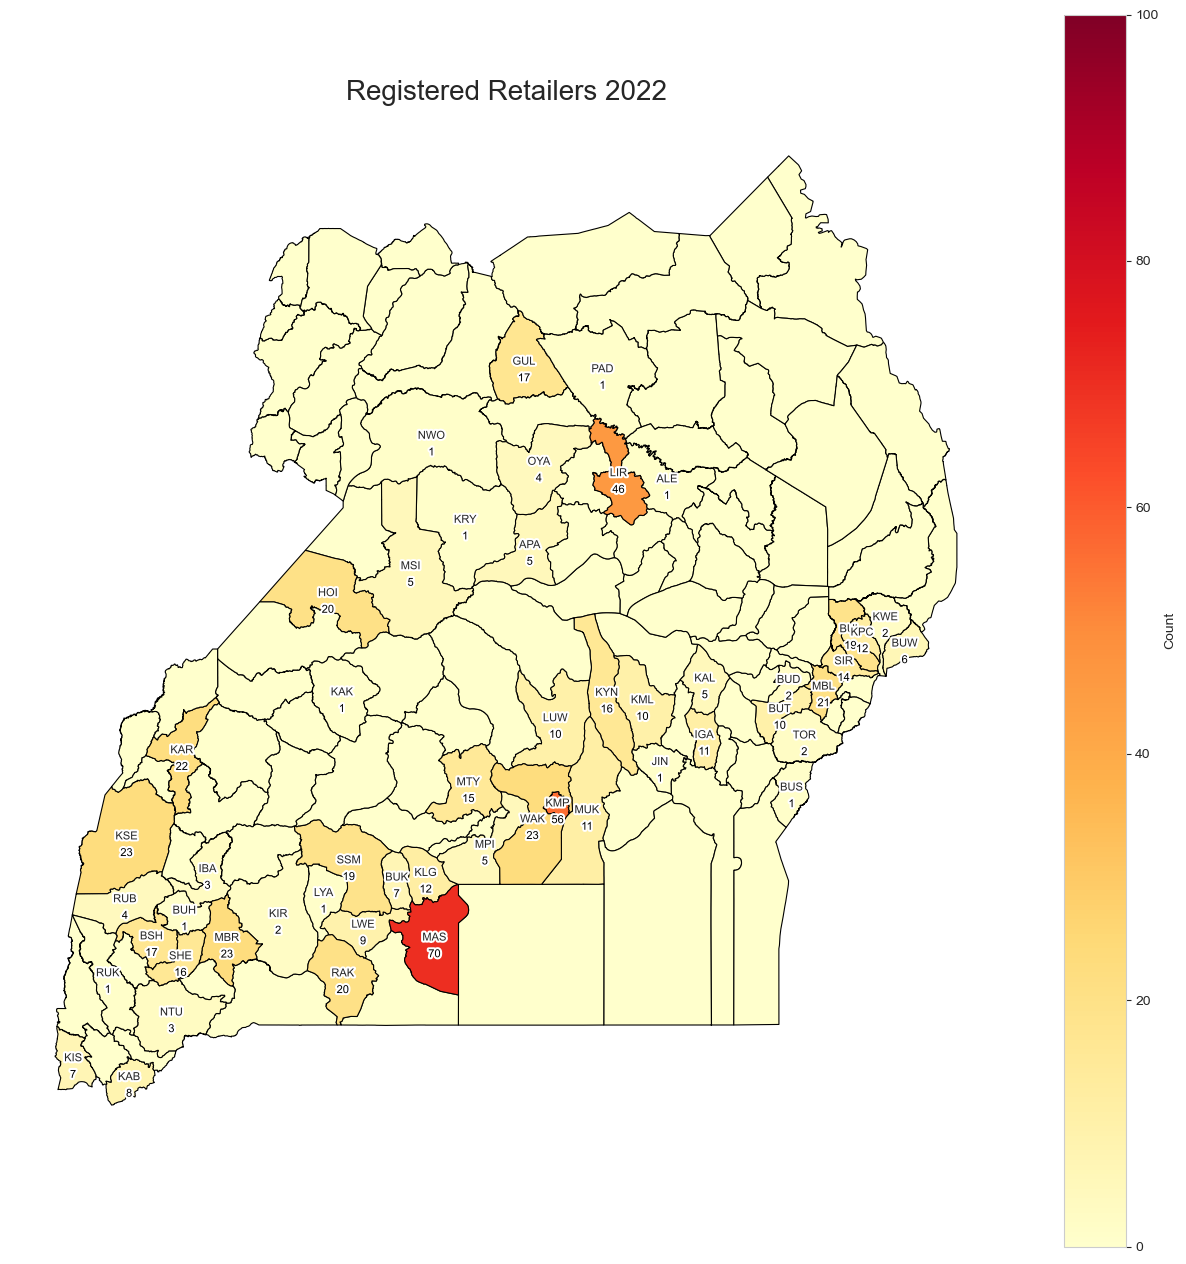 Registered Retailers 2022
GUL
17
PAD
1
NWO
1
OYA
4
LIR
46
ALE
1
KRY
1
APA
5
MSI
5
HOI
20
KWE
2
19
KPC
12
BUW
6
SIR
14
KAK
1
KAL
5
BUD
2
MBL
21
KYN
16
KML
10
BUT
10
LUW
10
IGA
11
TOR
2
KAR
22
JIN
1
MTY
15
BUS
1
KMP
56
MUK
11
WAK
23
KSE
23
MPI
5
SSM
19
IBA
3
BUK
7
KLG
12
RUB
4
LYA
1
BUH
1
KIR
2
LWE
9
BSH
17
MBR
23
MAS
70
SHE
16
RUK
1
RAK
20
NTU
3
KIS
7
KAB
8
100
80
60
40
20
0
Count